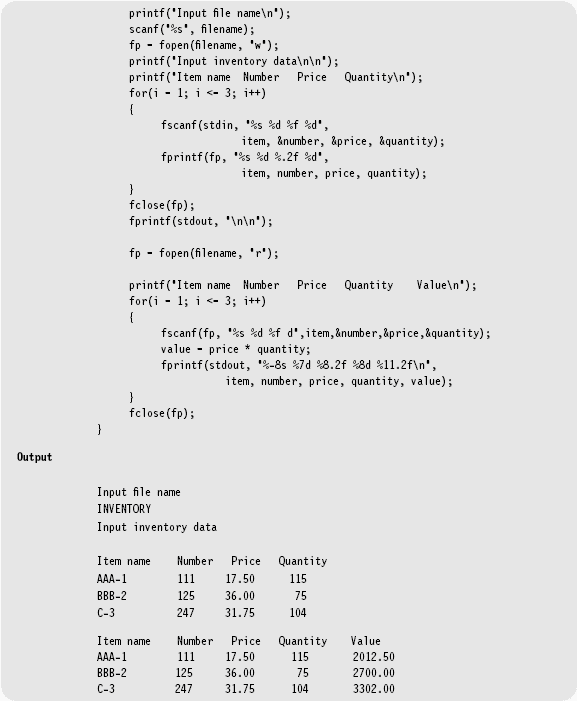 printf("Input file name\n");
scanf("%s", filename);
fp = fopen(filename, "w");
printf("Input inventory data\n\n");
printf("Item name  Number   Price   Quantity\n");
for(i = 1; i <= 3; i++)
{
fscanf(stdin, "%s %d %f %d",
item, &number, &price, &quantity);
fprintf(fp, "%s %d %.2f %d",
item, number, price, quantity);
}
fclose(fp);
fprintf(stdout, "\n\n");
fp = fopen(filename, "r");
printf("Item name  Number   Price   Quantity    Value\n");
for(i = 1; i <= 3; i++)
{
fscanf(fp, "%s %d %f d",item,&number,&price,&quantity);
value = price * quantity;
fprintf(stdout, "%-8s %7d %8.2f %8d %11.2f\n",
item, number, price, quantity, value);
}
fclose(fp);
}
Output
Input file name
INVENTORY
Input inventory data
Item name Number Price Quantity
AAA-1 111 17.50 115
BBB-2 125 36.00 75
C-3 247 31.75 104
Item name Number Price Quantity Value
AAA-1 111 17.50 115 2012.50
BBB-2 125 36.00 75 2700.00
C-3 247 31.75 104 3302.00